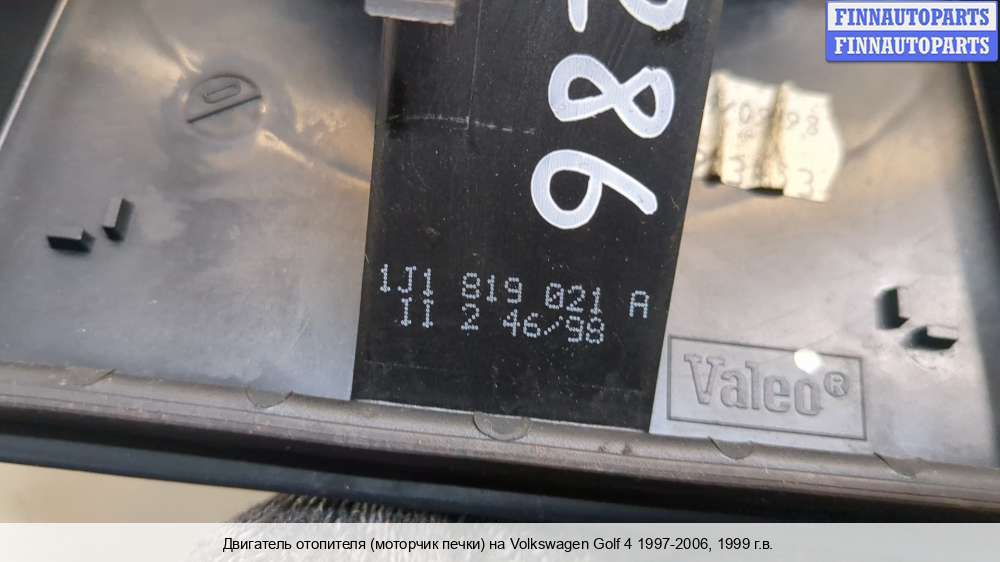 FINNAUTOPARTS
FINNAUTOPARTS
1J1 819 021 A
II 2 46/98
Valeo®
Двигатель отопителя (моторчик печки) на Volkswagen Golf 4 1997-2006, 1999 г.в.